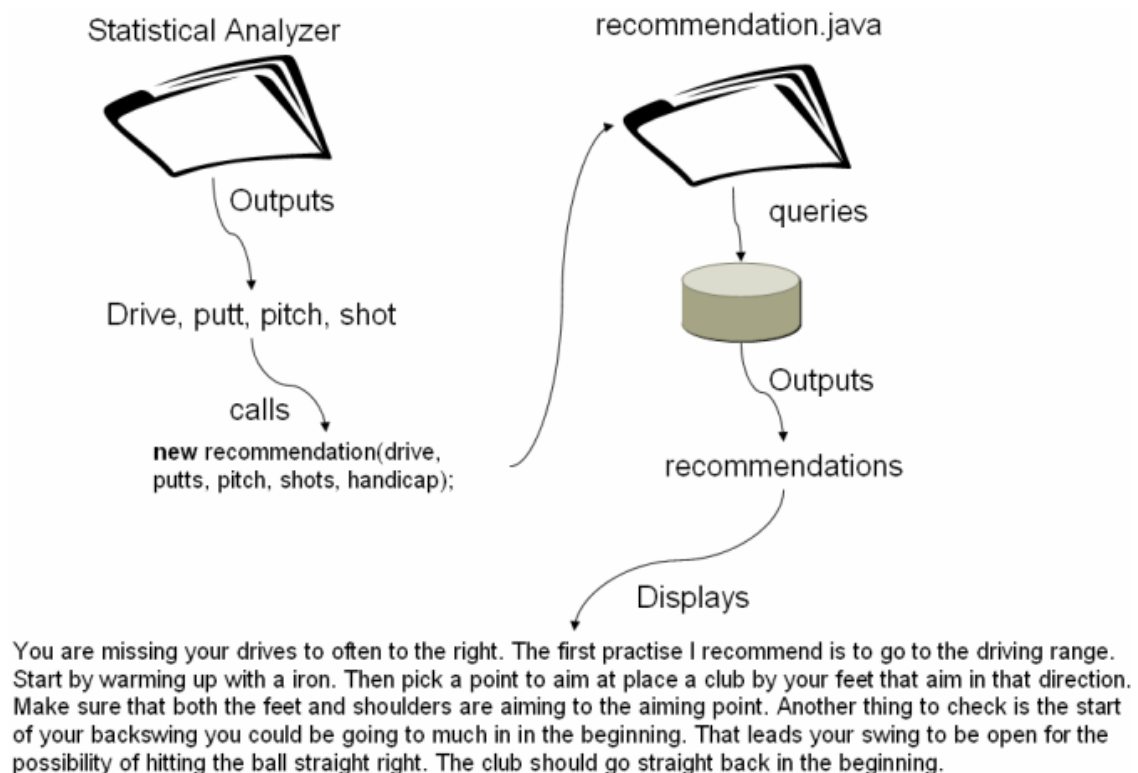 Statistical Analyzer
Outputs
Drive, putt, pitch, shot
calls
new recommendation(drive,
putts, pitch, shots, handicap);
recommendation.java
queries
Outputs
recommendations
Displays
You are missing your drives to often to the right. The first practise I recommend is to go to the driving range.
Start by warming up with a iron. Then pick a point to aim at place a club by your feet that aim in that direction.
Make sure that both the feet and shoulders are aiming to the aiming point. Another thing to check is the start
of your backswing you could be going to much in in the beginning. That leads your swing to be open for the
possibility of hitting the ball straight right. The club should go straight back in the beginning.